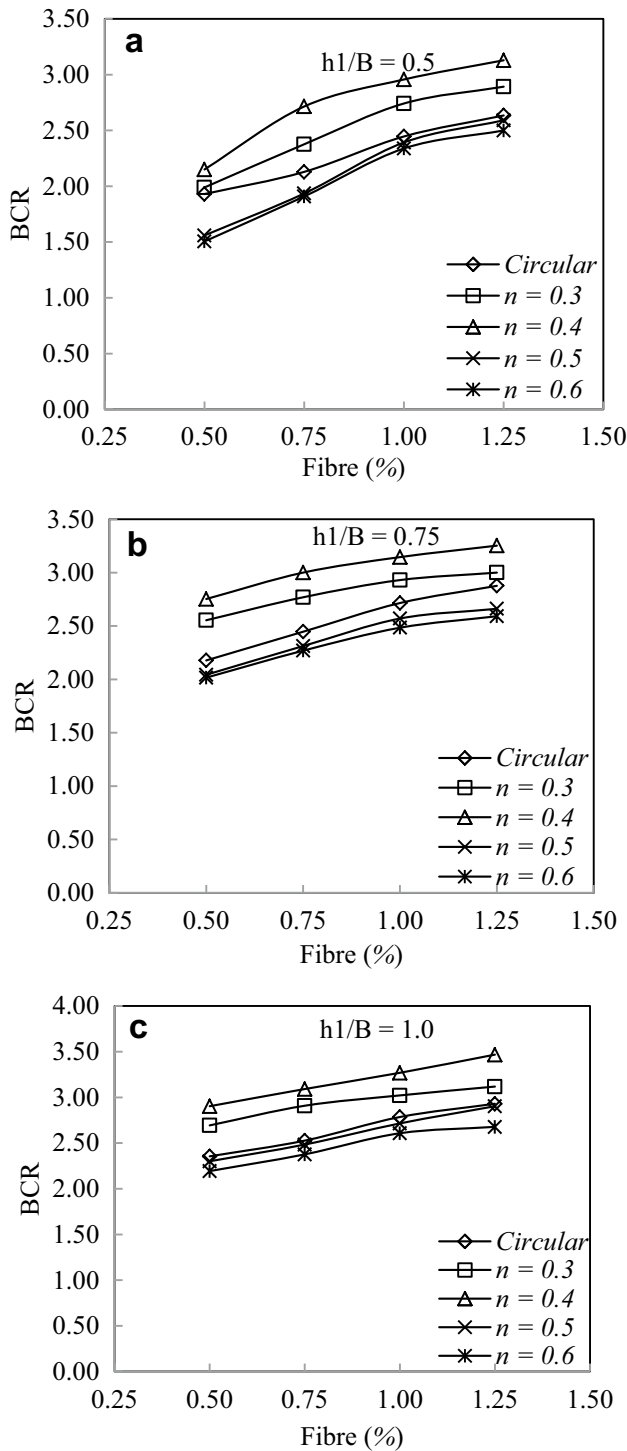 3.50
a
h1/B = 0.5
3.00
2.50
2.00
BCR
1.50
Circular
1.00
n = 0.3
n = 0.4
0.50
n = 0.5
n = 0.6
0.00
0.25 0.50 0.75 1.00 1.25 1.50
Fibre (%)
3.50
b
h1/B = 0.75
3.00
2.50
2.00
BCR
1.50
Circular
1.00
n = 0.3
n = 0.4
0.50
n = 0.5
n = 0.6
0.00
0.25 0.50 0.75 1.00 1.25 1.50
Fibre (%)
4.00
c
h1/B = 1.0
3.50
3.00
2.50
2.00
BCR
1.50
Circular
1.00
n = 0.3
n = 0.4
0.50
n = 0.5
n = 0.6
0.00
0.25 0.50 0.75 1.00 1.25 1.50
Fibre (%)